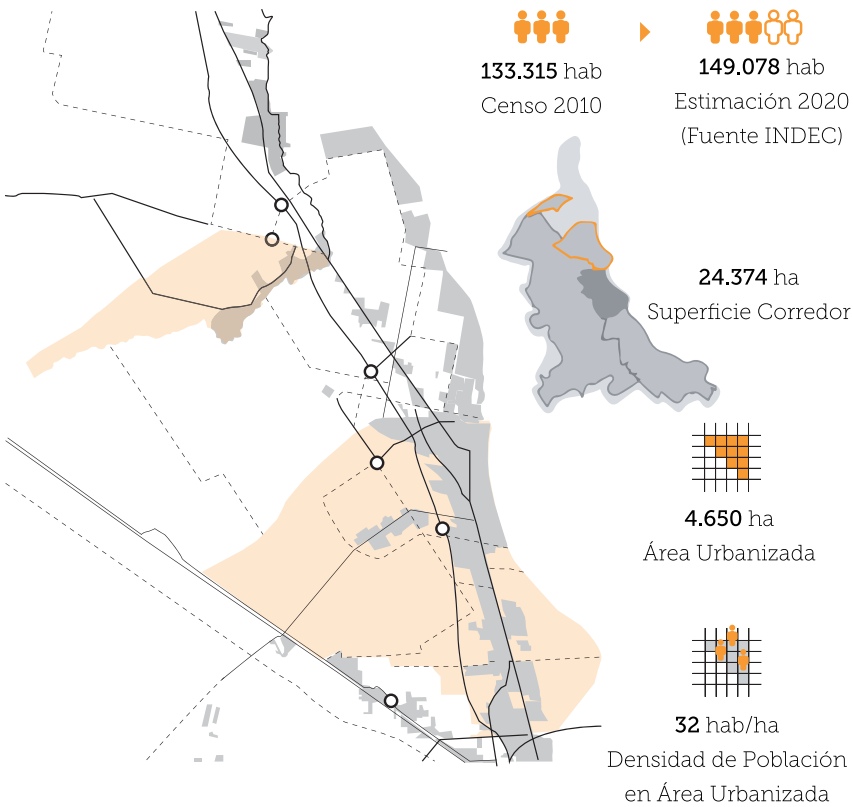 133.315 hab
Censo 2010
149.078 hab
Estimación 2020
(Fuente INDEC)
24.374 ha
Superficie Corredor
4.650 ha
Área Urbanizada
32 hab/ha
Densidad de Población
en Área Urbanizada